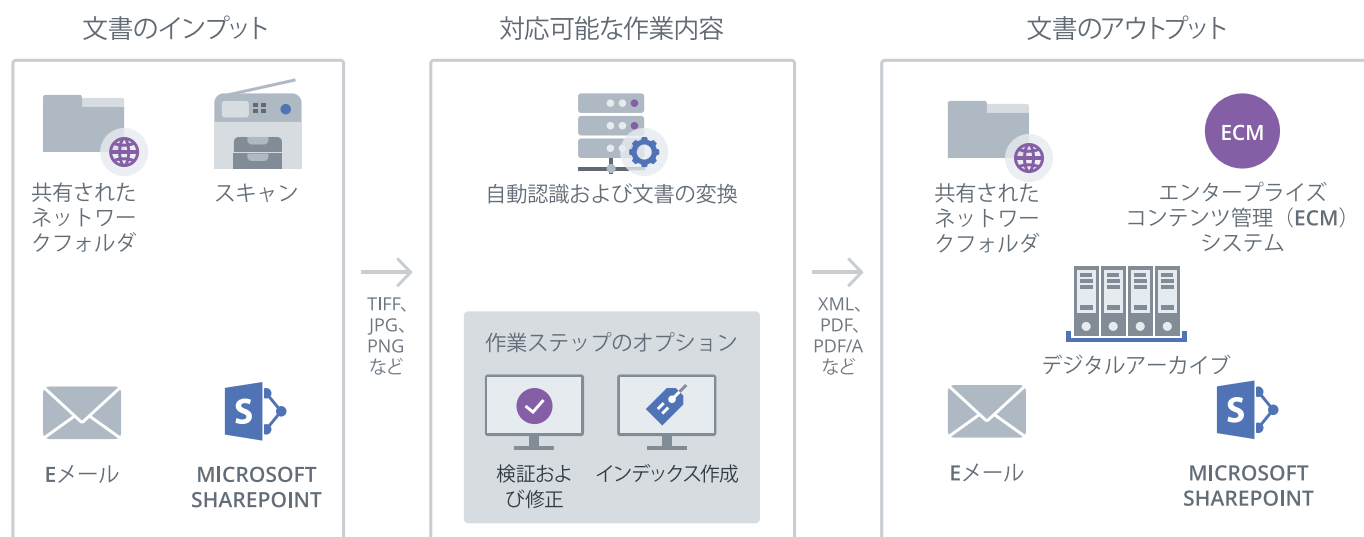 文書のインプット
共有された
ネットワー
クフォルダ
スキャン
Eメール
MICROSOFT
SHAREPOINT
TIFF、
JPG、
PNG
など
対応可能な作業内容
自動認識および文書の変換
作業ステップのオプション
検証およ
び修正
インデックス作成
XML、
PDF、
PDF/A
など
文書のアウトプット
共有された
ネットワー
クフォルダ
ECM
エンタープライズ
コンテンツ管理（ECM）
システム
デジタルアーカイブ
Eメール
S
MICROSOFT
SHAREPOINT